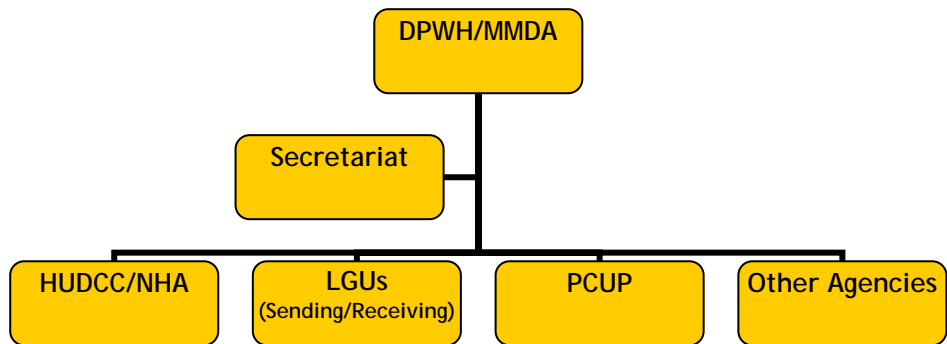 DPWH/MMDA
Secretariat
HUDCC/NHA
LGUs
(Sending/Receiving)
PCUP
Other Agencies